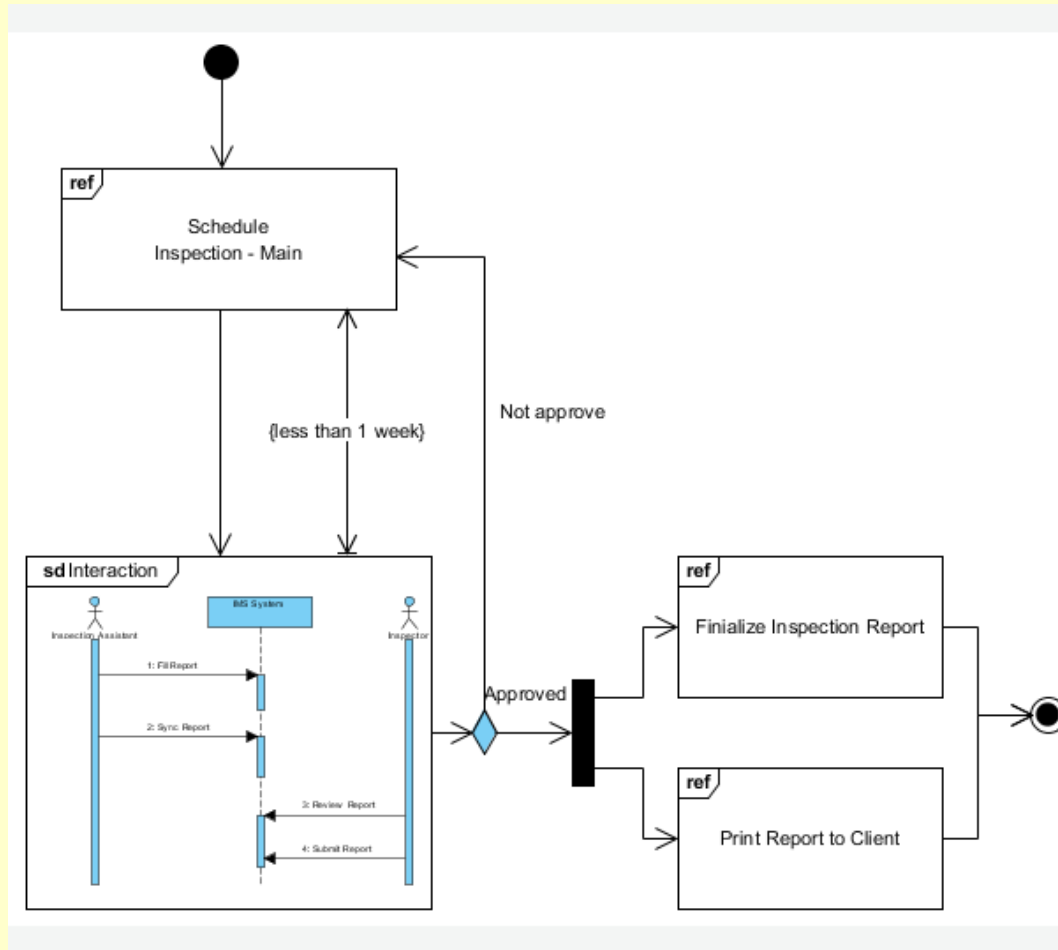 ref
Schedule
Inspection - Main
Not approve
{less than 1 week}
sd Interaction
IMS System
Inspection Assistant
Inspector
1: Fill Report
2: Sync Report
3: Review Report
4: Submit Report
Approved
ref
Finialize Inspection Report
ref
Print Report to Client